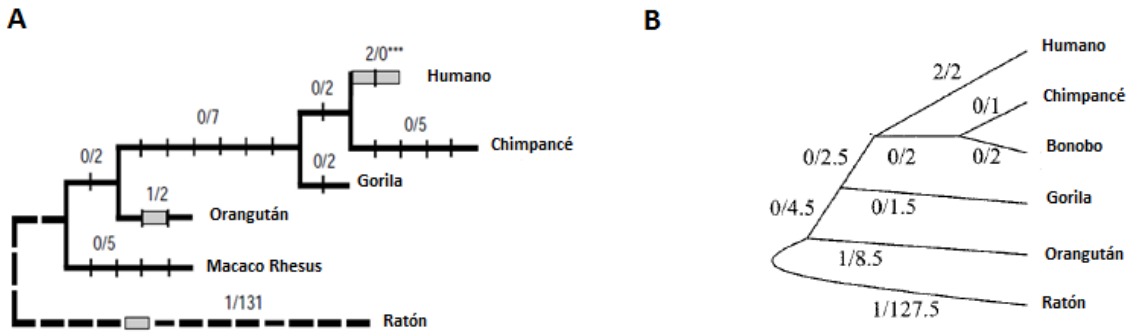 A
2/0***
Humano
0/2
0/7
0/5
Chimpancé
0/2
0/2
Gorila
1/2
Orangután
0/5
Macaco Rhesus
1/131
Ratón
B
Humano
2/2
0/1
Chimpancé
Bonobo
0/2.5
0/2
0/2
Gorila
0/4.5
0/1.5
Orangután
1/8.5
1/127.5
Ratón